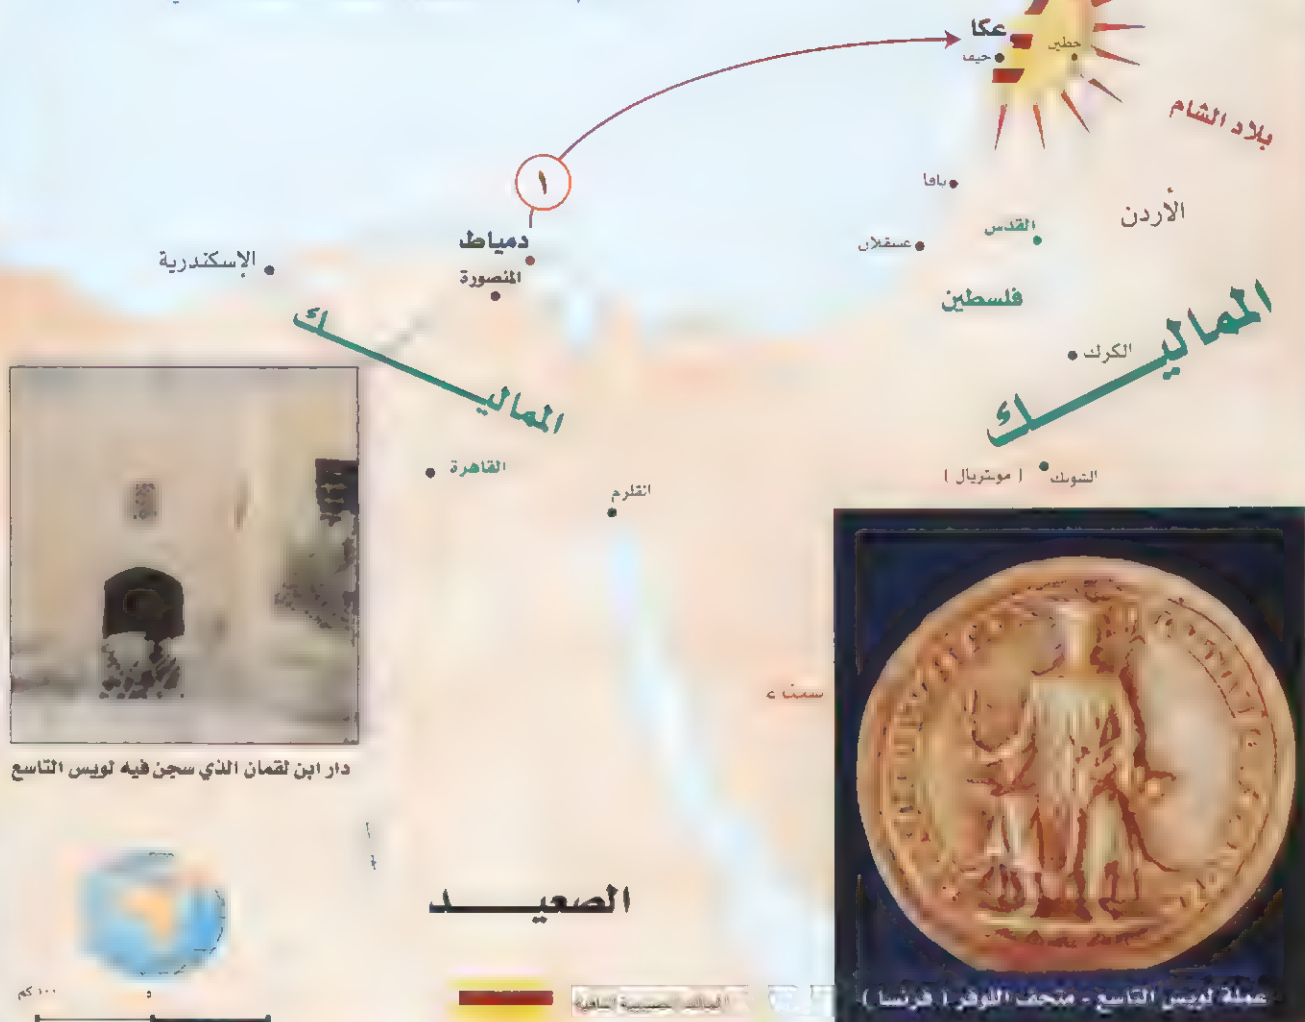 عكا
حطين
حيفا
بلاد الشام
١
يافا
الأردن
القدس
عسقلان
دمياط
المنصورة
الإسكندرية
فلسطين
المماليك
الكرك
المماليك
القاهرة
الشوبك ( مونتريال )
القلزم
سيناء
دار ابن لقمان الذي سجن فيه لويس التاسع
الصعيد
١٠٠ كم
عملة لويس التاسع - متحف اللوفر ( فرنسا )